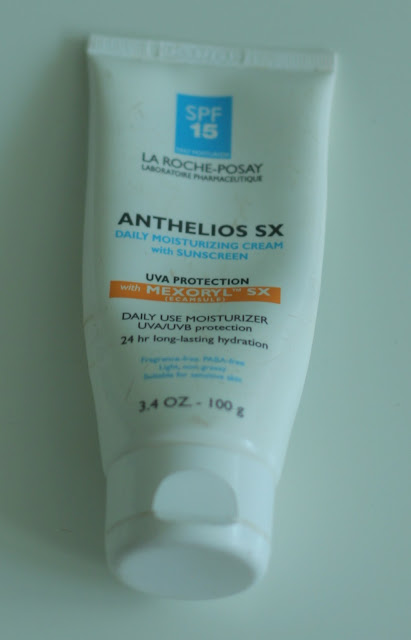 SPF
15
LA ROCHE-POSAY
LABORATOIRE PHARMACEUTIQUE
ANTHELIOS SX
DAILY MOISTURIZING CREAM
with SUNSCREEN
UVA PROTECTION
with MEXORYL™ SX
(ECAMSULE)
DAILY USE MOISTURIZER
UVA/UVB protection
24 hr long-lasting hydration
Fragrance-free, PABA-free
Light, non-greasy
Suitable for sensitive skin
3.4 OZ. - 100 g